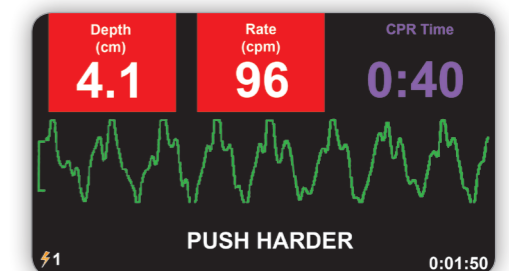 Depth
(cm)
4.1
Rate
(cpm)
96
CPR Time
0:40
PUSH HARDER
1
0:01:50